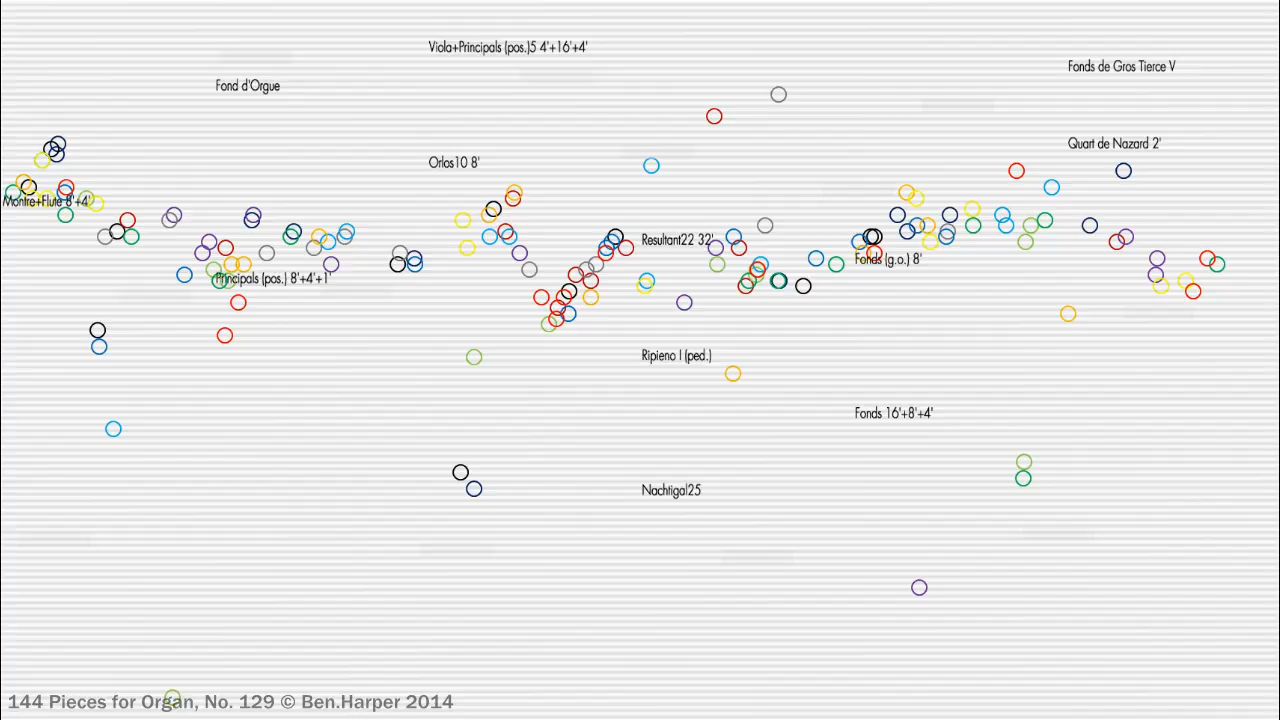 Viola+Principals (pos.)5 4'+16'+4'
Fonds de Gros Tierce V
Fond d'Orgue
Quart de Nazard 2'
Orlos10 8'
Montre+Flute 8'+4'
Resultant22 32'
Fonds (g.o.) 8'
Principals (pos.) 8'+4'+1'
Ripieno I (ped.)
Fonds 16'+8'+4'
Nachtigal25
144 Pieces for Organ, No. 129 © Ben.Harper 2014